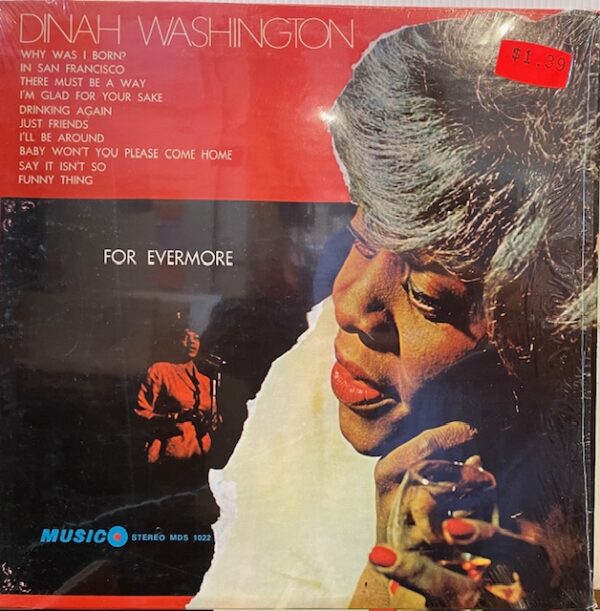 DINAH WASHINGTON
$1.39
WHY WAS I BORN?
IN SAN FRANCISCO
THERE MUST BE A WAY
I'M GLAD FOR YOUR SAKE
DRINKING AGAIN
JUST FRIENDS
I'LL BE AROUND
BABY WON'T YOU PLEASE COME HOME
SAY IT ISN'T SO
FUNNY THING
FOR EVERMORE
MUSICO STEREO MDS 1022